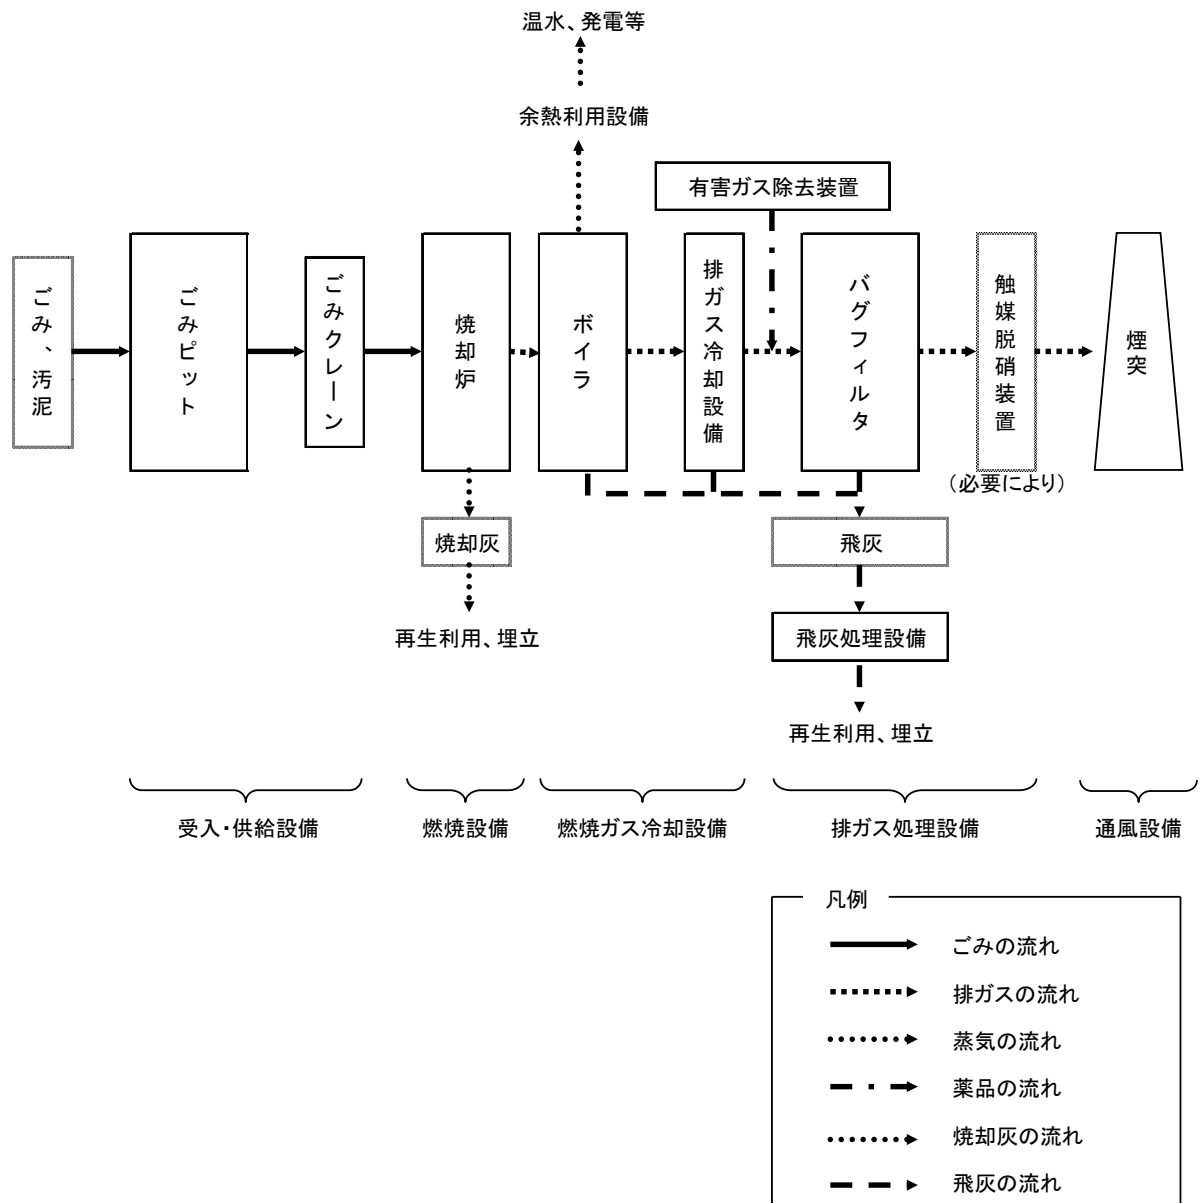 温水、発電等
余熱利用設備
有害ガス除去装置
ごみ、汚泥
ごみピット
ごみクレーン
焼却炉
ボイラ
排ガス冷却設備
バグフィルタ
触媒脱硝装置
煙突
（必要により）
焼却灰
飛灰
再生利用、埋立
飛灰処理設備
再生利用、埋立
受入・供給設備
燃焼設備
燃焼ガス冷却設備
排ガス処理設備
通風設備
凡例
ごみの流れ
排ガスの流れ
蒸気の流れ
薬品の流れ
焼却灰の流れ
飛灰の流れ